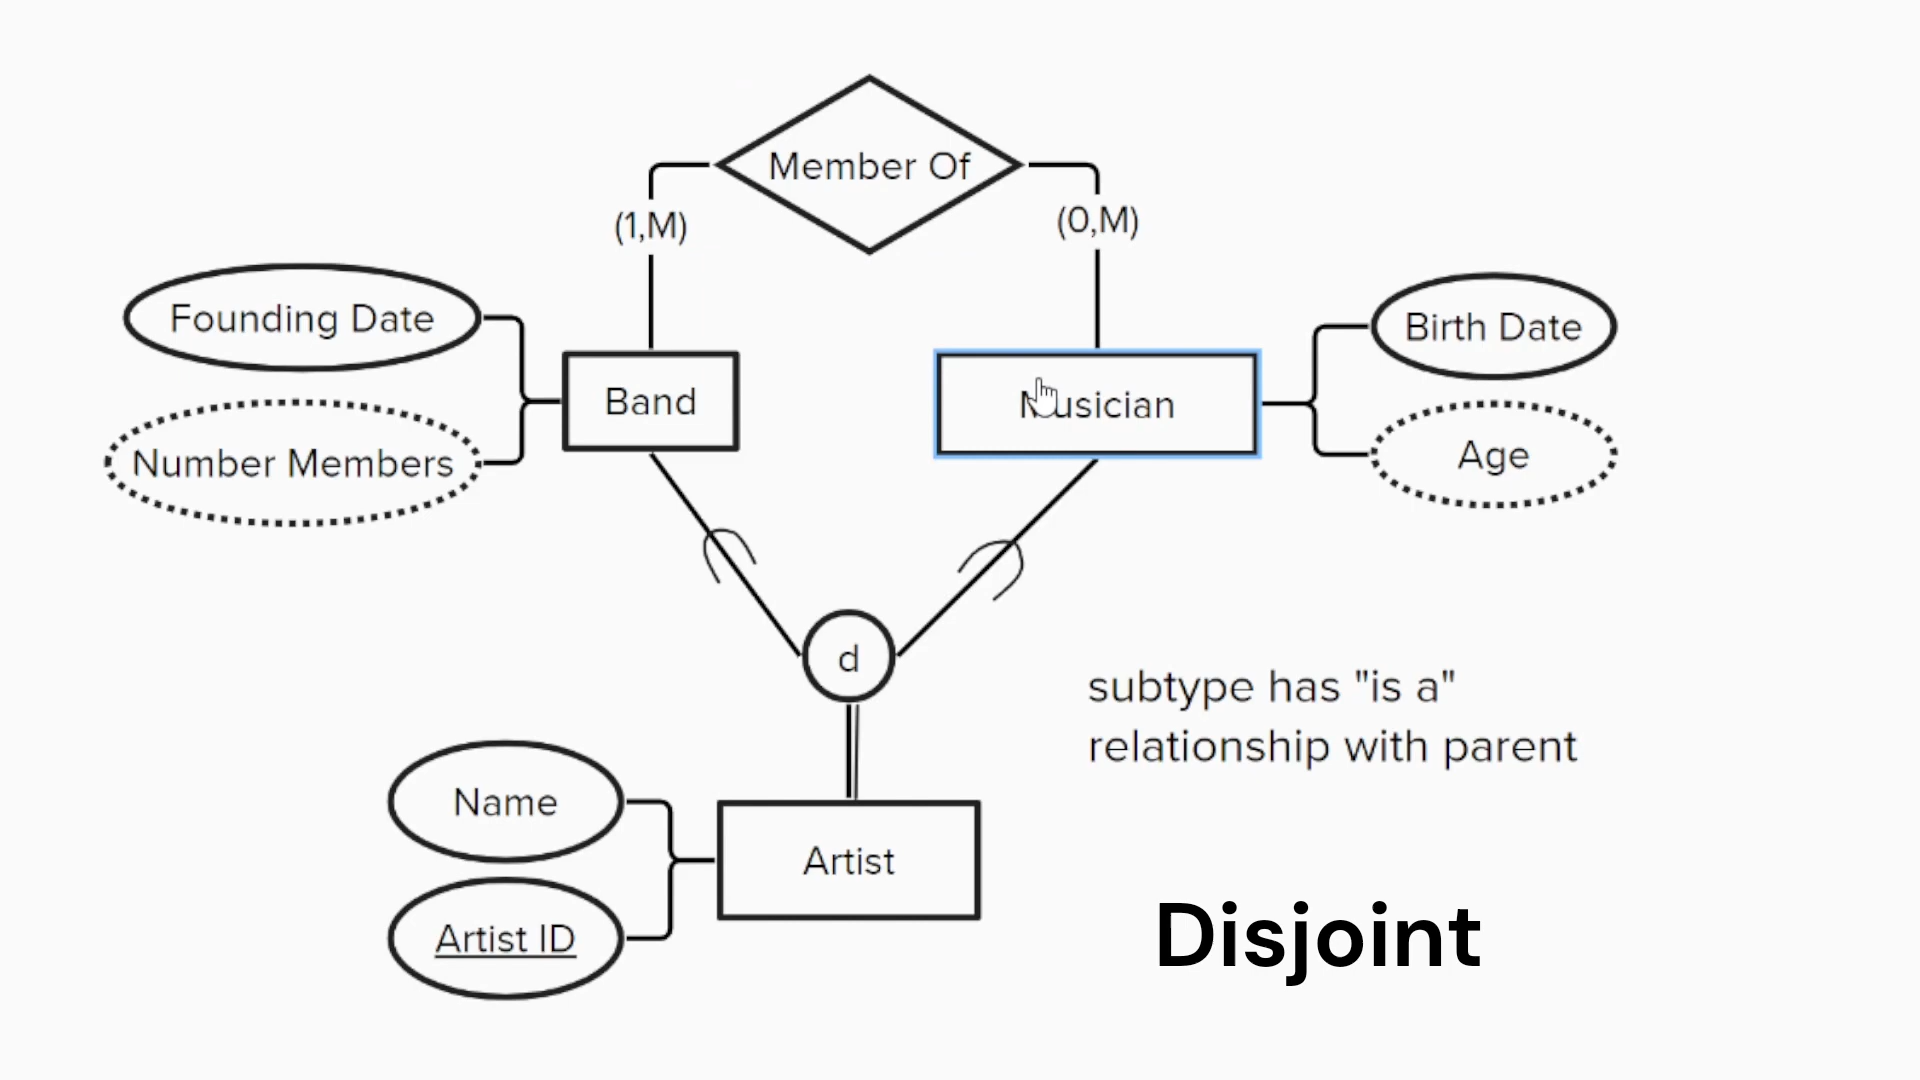 Member Of
(1,M)
(0,M)
Founding Date
Birth Date
Band
Musician
Number Members
Age
d
subtype has "is a"
relationship with parent
Name
Artist
Artist ID
Disjoint